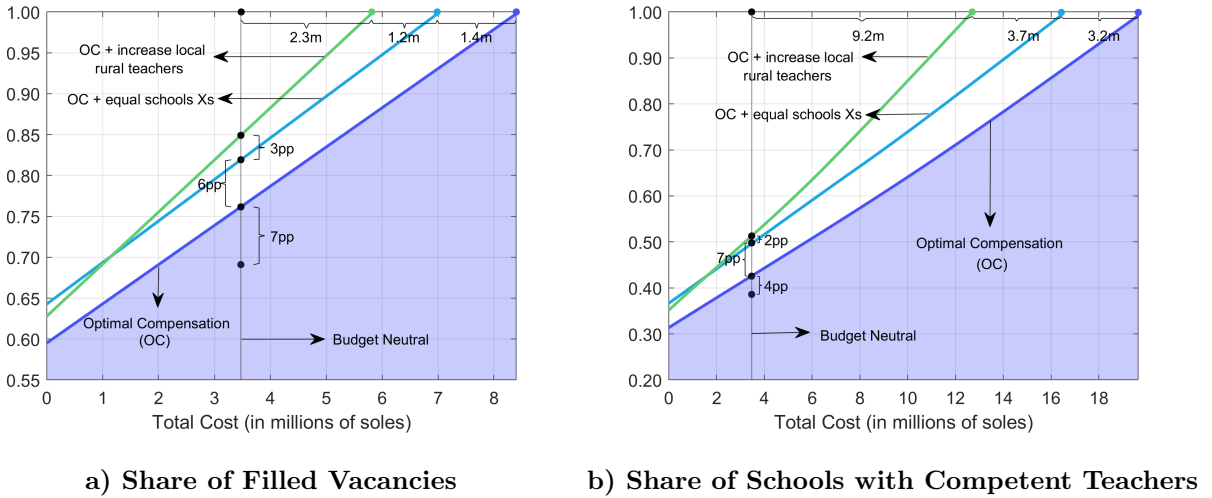 1.00
0.95
0.90
0.85
0.80
0.75
0.70
0.65
0.60
0.55
0 1 2 3 4 5 6 7 8
2.3m 1.2m 1.4m
OC + increase local
rural teachers
OC + equal schools Xs
3pp
6pp
7pp
Optimal Compensation
(OC)
Budget Neutral
Total Cost (in millions of soles)
a) Share of Filled Vacancies
1.00
0.90
0.80
0.70
0.60
0.50
0.40
0.30
0.20
0 2 4 6 8 10 12 14 16 18
9.2m 3.7m 3.2m
OC + increase local
rural teachers
OC + equal schools Xs
2pp
7pp
4pp
Optimal Compensation
(OC)
Budget Neutral
Total Cost (in millions of soles)
b) Share of Schools with Competent Teachers